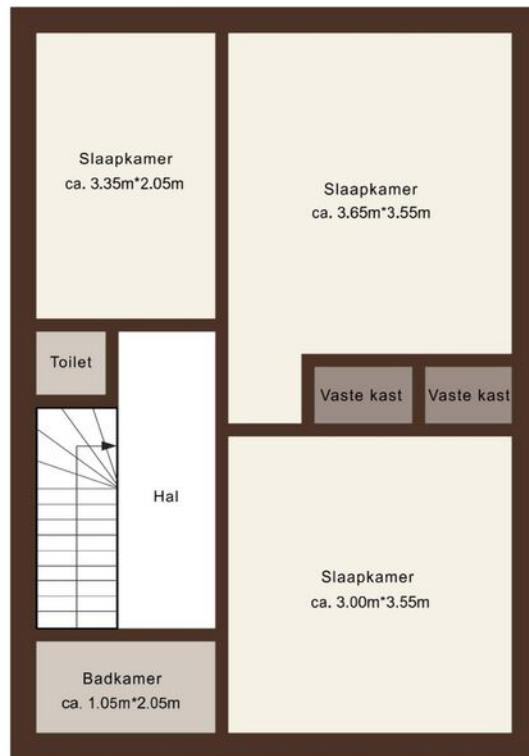 Slaapkamer
ca. 3.35m*2.05m
Slaapkamer
ca. 3.65m*3.55m
Toilet
Vaste kast
Vaste kast
Hal
Slaapkamer
ca. 3.00m*3.55m
Badkamer
ca. 1.05m*2.05m